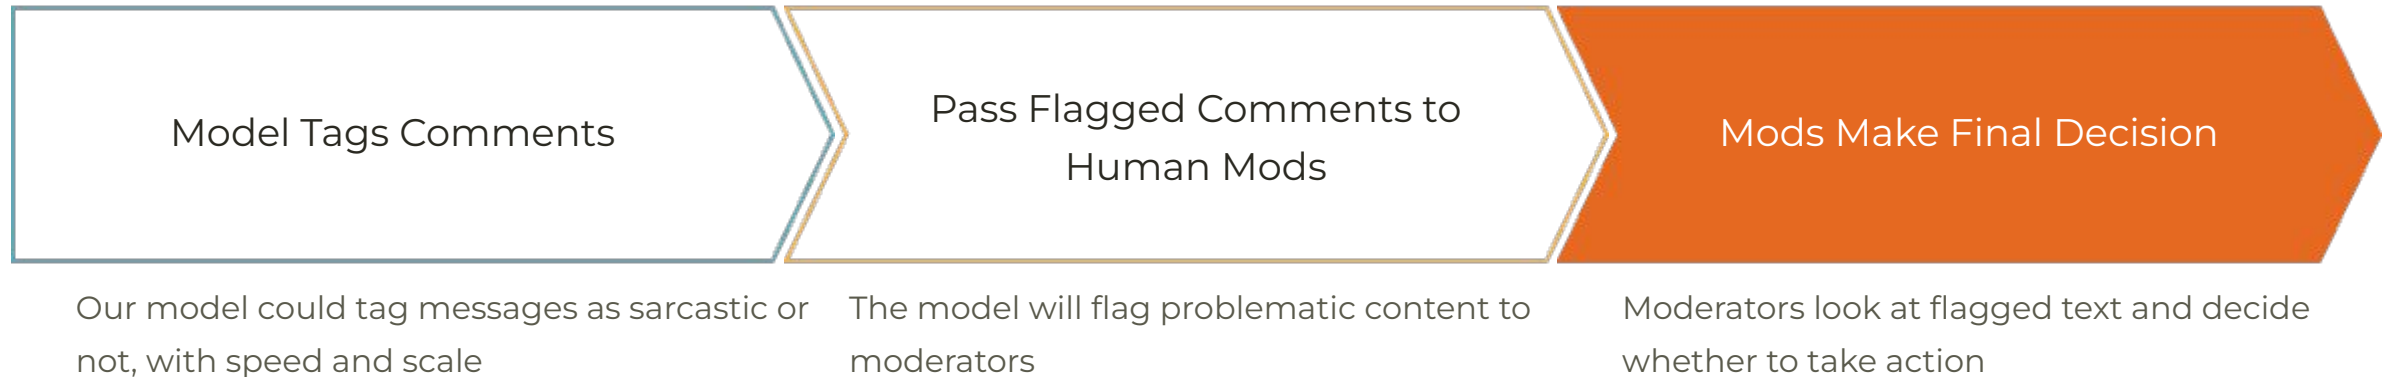 Model Tags Comments
Our model could tag messages as sarcastic or
not, with speed and scale
Pass Flagged Comments to
Human Mods
The model will flag problematic content to
moderators
Mods Make Final Decision
Moderators look at flagged text and decide
whether to take action